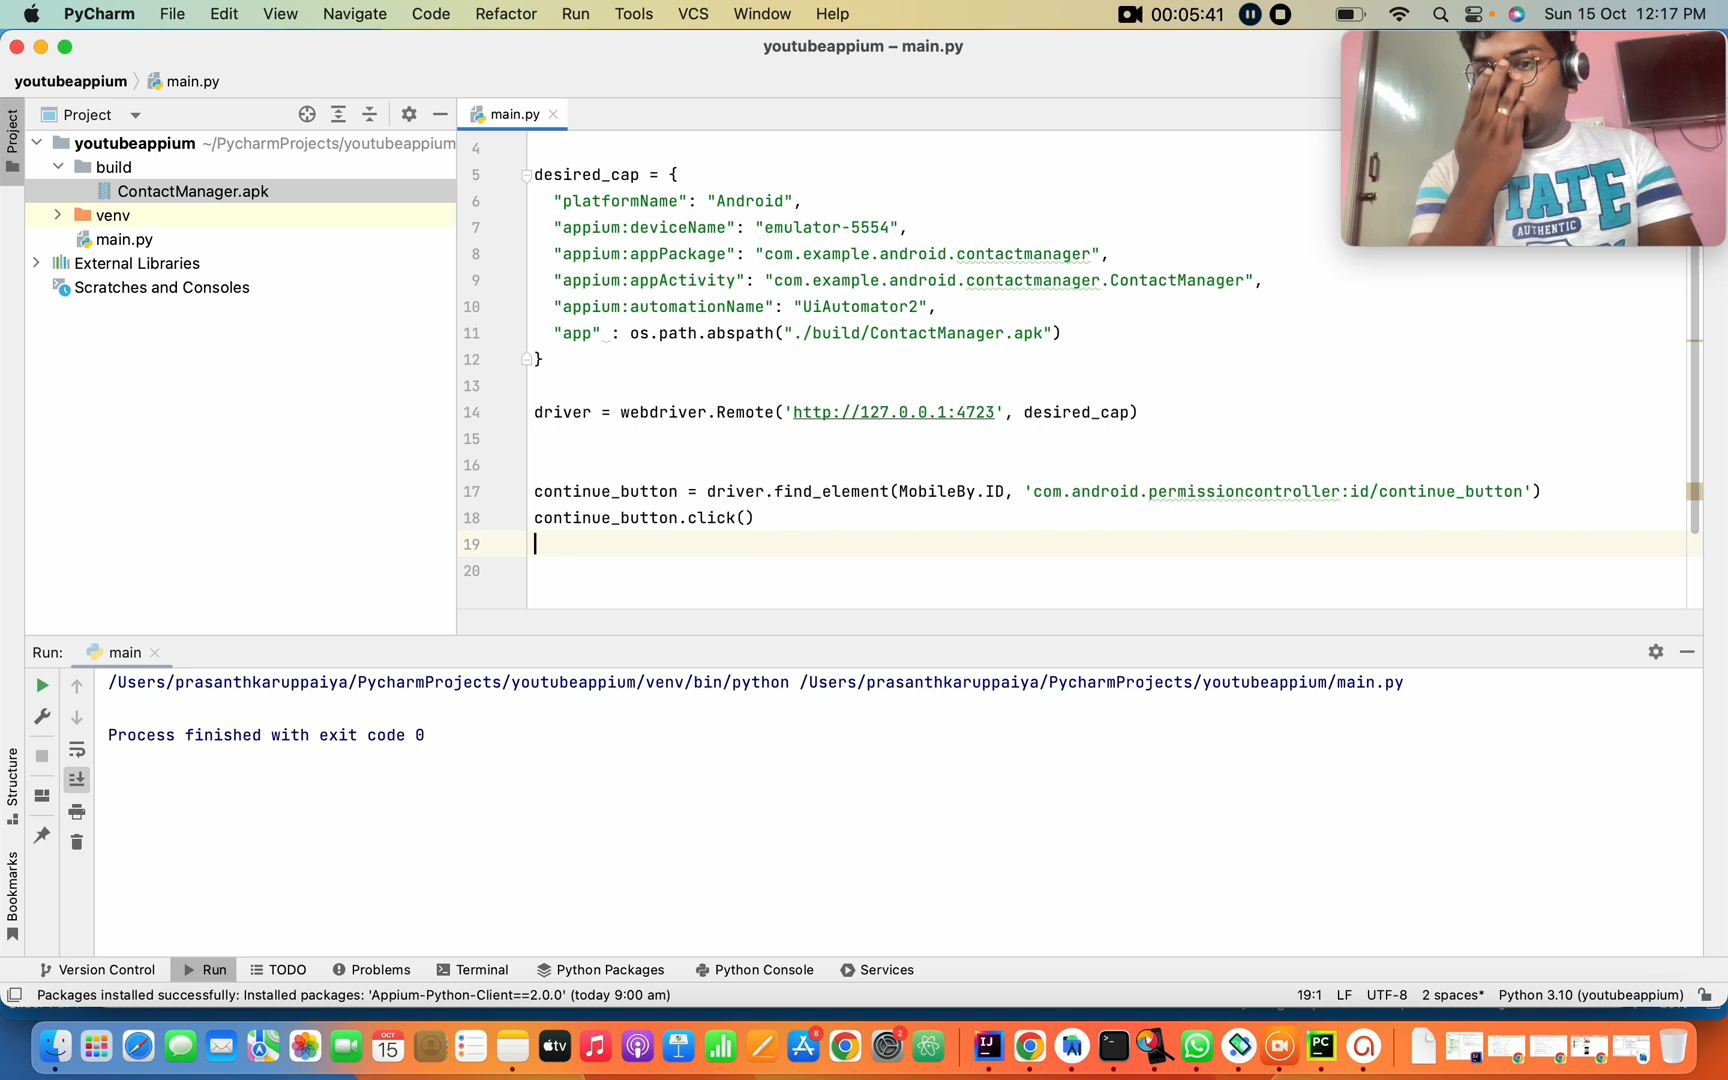 PyCharm File Edit View Navigate Code Refactor Run Tools VCS Window Help 00:05:41 Sun 15 Oct 12:17 PM
youtubeappium – main.py
youtubeappium main.py
Project
Project
main.py
youtubeappium ~/PycharmProjects/youtubeappium
build
ContactManager.apk
venv
main.py
External Libraries
Scratches and Consoles
4
5 desired_cap = {
6 "platformName": "Android",
7 "appium:deviceName": "emulator-5554",
8 "appium:appPackage": "com.example.android.contactmanager",
9 "appium:appActivity": "com.example.android.contactmanager.ContactManager",
10 "appium:automationName": "UiAutomator2",
11 "app" : os.path.abspath("./build/ContactManager.apk")
12 }
13
14 driver = webdriver.Remote('http://127.0.0.1:4723', desired_cap)
15
16
17 continue_button = driver.find_element(MobileBy.ID, 'com.android.permissioncontroller:id/continue_button')
18 continue_button.click()
19
20
TATE
AUTHENTIC
Run: main
/Users/prasanthkaruppaiya/PycharmProjects/youtubeappium/venv/bin/python /Users/prasanthkaruppaiya/PycharmProjects/youtubeappium/main.py
Process finished with exit code 0
Structure
Bookmarks
Version Control Run TODO Problems Terminal Python Packages Python Console Services
Packages installed successfully: Installed packages: 'Appium-Python-Client==2.0.0' (today 9:00 am) 19:1 LF UTF-8 2 spaces* Python 3.10 (youtubeappium)
OCT
15
tv
8
2
IJ
PC